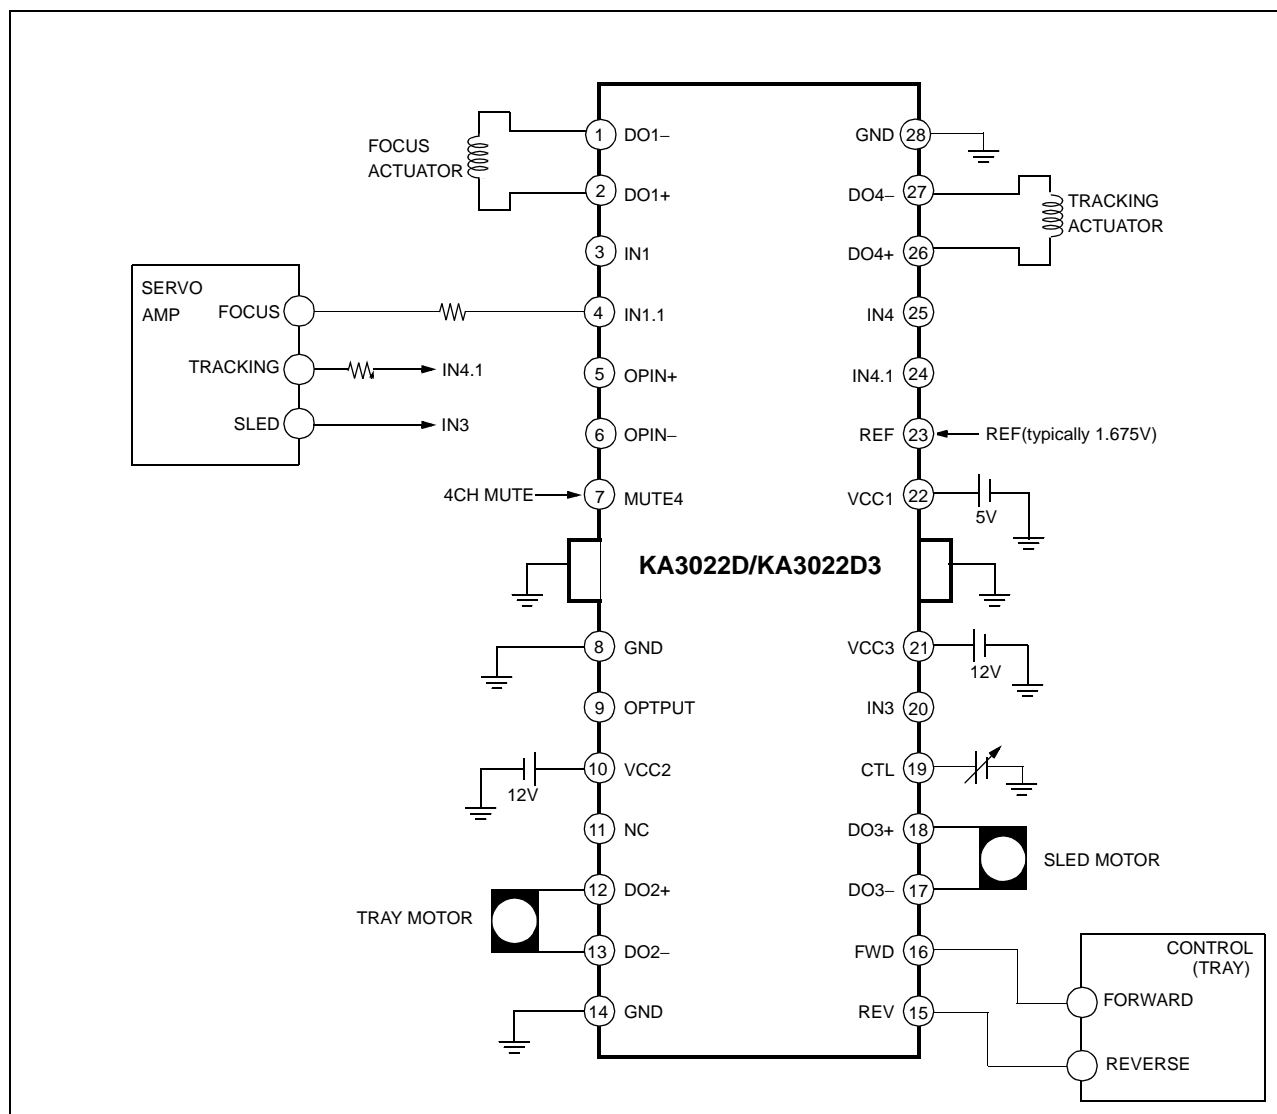 FOCUS
ACTUATOR
1 DO1−
2 DO1+
3 IN1
SERVO
AMP
FOCUS
TRACKING
SLED
IN4.1
IN3
4 IN1.1
5 OPIN+
6 OPIN−
4CH MUTE
7 MUTE4
KA3022D/KA3022D3
8 GND
9 OPTPUT
12V
10 VCC2
11 NC
TRAY MOTOR
12 DO2+
13 DO2−
14 GND
GND 28
DO4− 27
TRACKING
ACTUATOR
DO4+ 26
IN4 25
IN4.1 24
REF 23
REF(typically 1.675V)
VCC1 22
5V
VCC3 21
12V
IN3 20
CTL 19
DO3+ 18
SLED MOTOR
DO3− 17
FWD 16
REV 15
CONTROL
(TRAY)
FORWARD
REVERSE